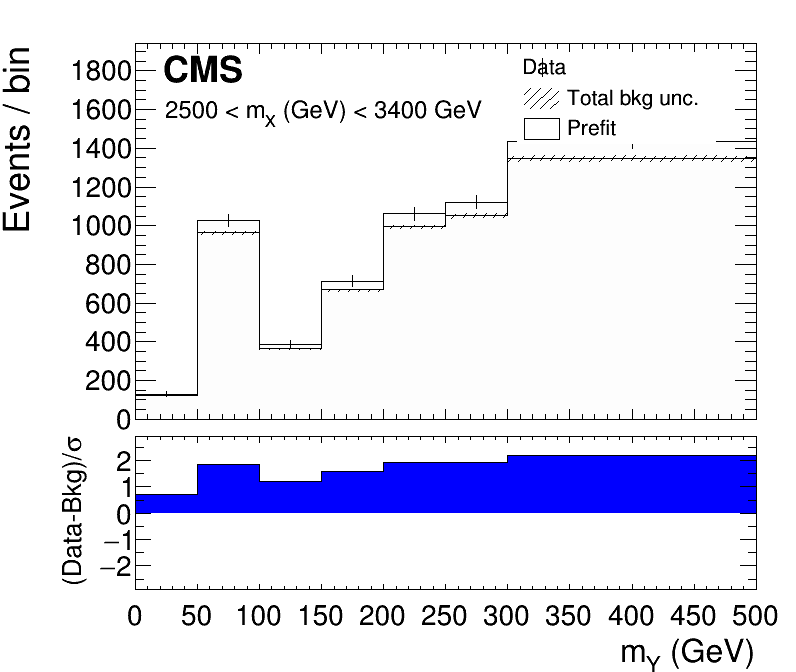 CMS
2500 < mX (GeV) < 3400 GeV
Data
Total bkg unc.
Prefit
Events / bin
1800
1600
1400
1200
1000
800
600
400
200
0
(Data-Bkg)/σ
2
1
0
−1
−2
0 50 100 150 200 250 300 350 400 450 500
mY (GeV)